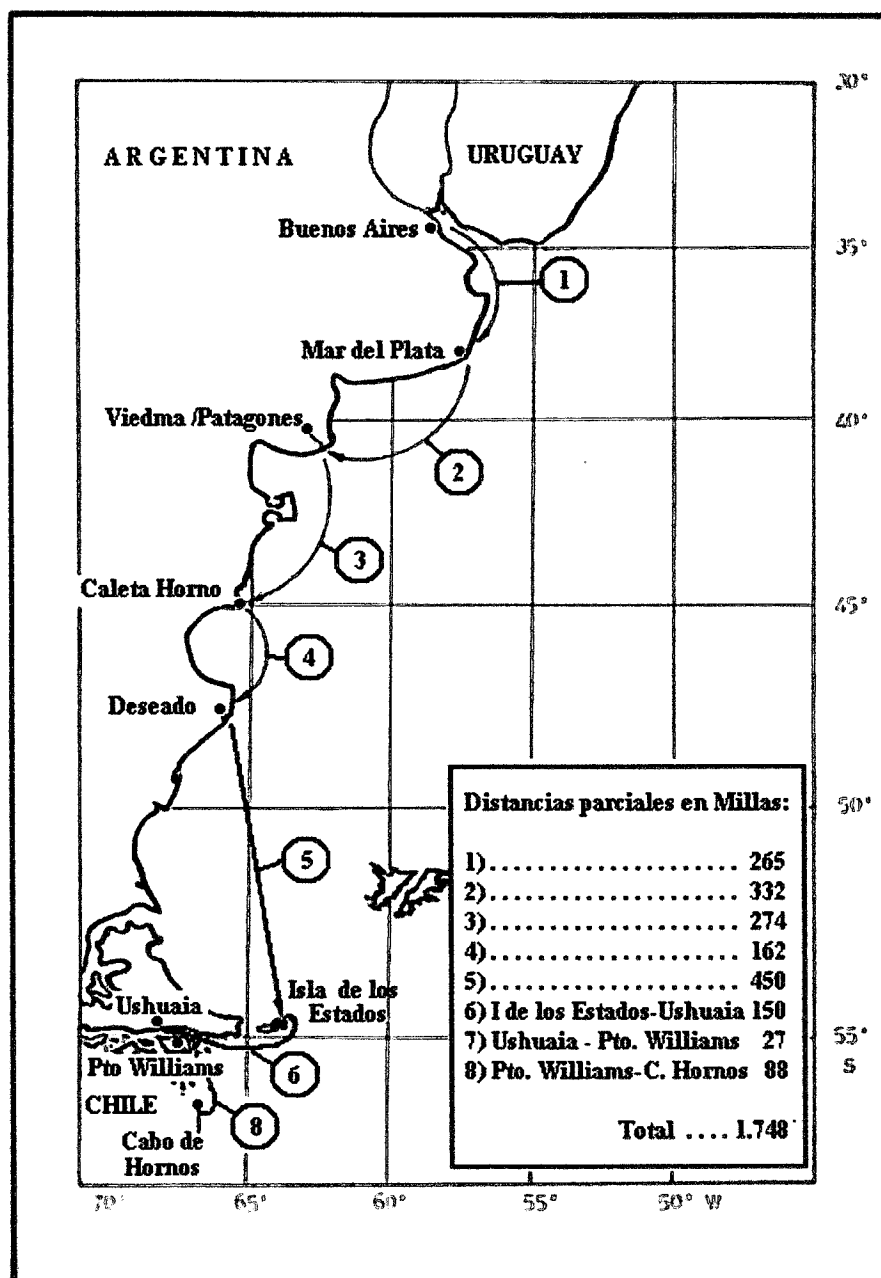 30°
ARGENTINA
URUGUAY
Buenos Aires
35°
1
Mar del Plata
Viedma /Patagones
40°
2
3
Caleta Horno
45°
4
Deseado
Distancias parciales en Millas:
50°
1)...................... 265
2)...................... 332
3)...................... 274
4)...................... 162
5)...................... 450
6) I de los Estados-Ushuaia 150
7) Ushuaia - Pto. Williams 27
8) Pto. Williams-C. Hornos 88
Total .... 1.748
5
Ushuaia
Isla de los
Estados
55°
S
Pto Williams
6
CHILE
8
Cabo de
Hornos
70°
65°
60°
55°
50° W